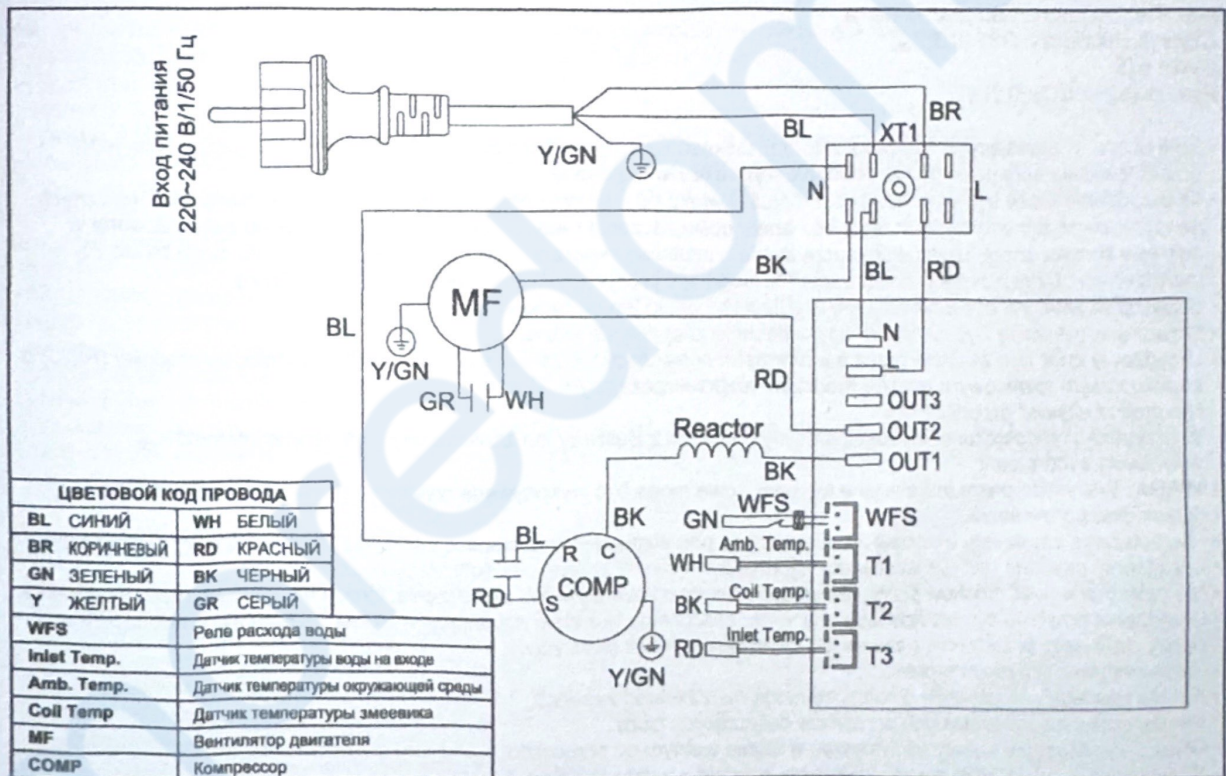 Вход питания
220~240 В/1/50 Гц
BR
BL
XT1
Y/GN
N
L
BK
BL
RD
MF
BL
Y/GN
N
L
RD
OUT3
GR
WH
OUT2
Reactor
OUT1
BK
ЦВЕТОВОЙ КОД ПРОВОДА
BL СИНИЙ WH БЕЛЫЙ
BR КОРИЧНЕВЫЙ RD КРАСНЫЙ
GN ЗЕЛЕНЫЙ BK ЧЕРНЫЙ
Y ЖЕЛТЫЙ GR СЕРЫЙ
WFS Реле расхода воды
Inlet Temp. Датчик температуры воды на входе
Amb. Temp. Датчик температуры окружающей среды
Coil Temp Датчик температуры змеевика
MF Вентилятор двигателя
COMP Компрессор
BK
BL
R
C
COMP
S
RD
Y/GN
GN
WFS
WFS
Amb. Temp.
WH
T1
Coil Temp.
BK
T2
Inlet Temp.
RD
T3